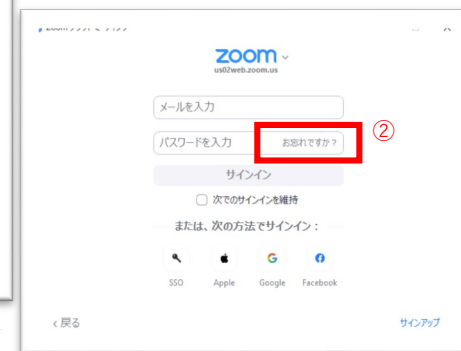 zoom
us02web.zoom.us
メールを入力
パスワードを入力 お忘れですか?
②
サインイン
次でのサインインを維持
または、次の方法でサインイン:
SSO Apple Google Facebook
<戻る サインアップ